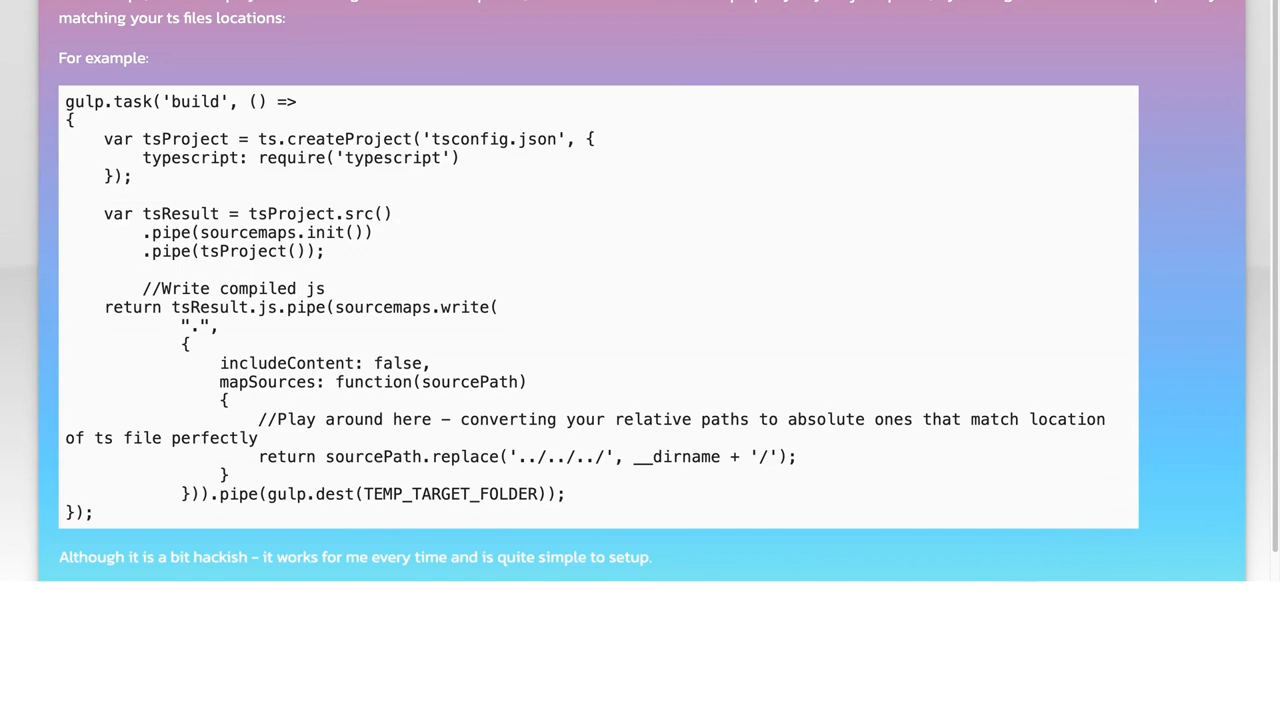 matching your ts files locations:
For example:
gulp.task('build', () =>
{
    var tsProject = ts.createProject('tsconfig.json', {
        typescript: require('typescript')
    });
    var tsResult = tsProject.src()
        .pipe(sourcemaps.init())
        .pipe(tsProject());
        //Write compiled js
    return tsResult.js.pipe(sourcemaps.write(
            ".",
            {
                includeContent: false,
                mapSources: function(sourcePath)
                {
                    //Play around here – converting your relative paths to absolute ones that match location
of ts file perfectly
                    return sourcePath.replace('../../../', __dirname + '/');
                }
            })).pipe(gulp.dest(TEMP_TARGET_FOLDER));
});
Although it is a bit hackish - it works for me every time and is quite simple to setup.